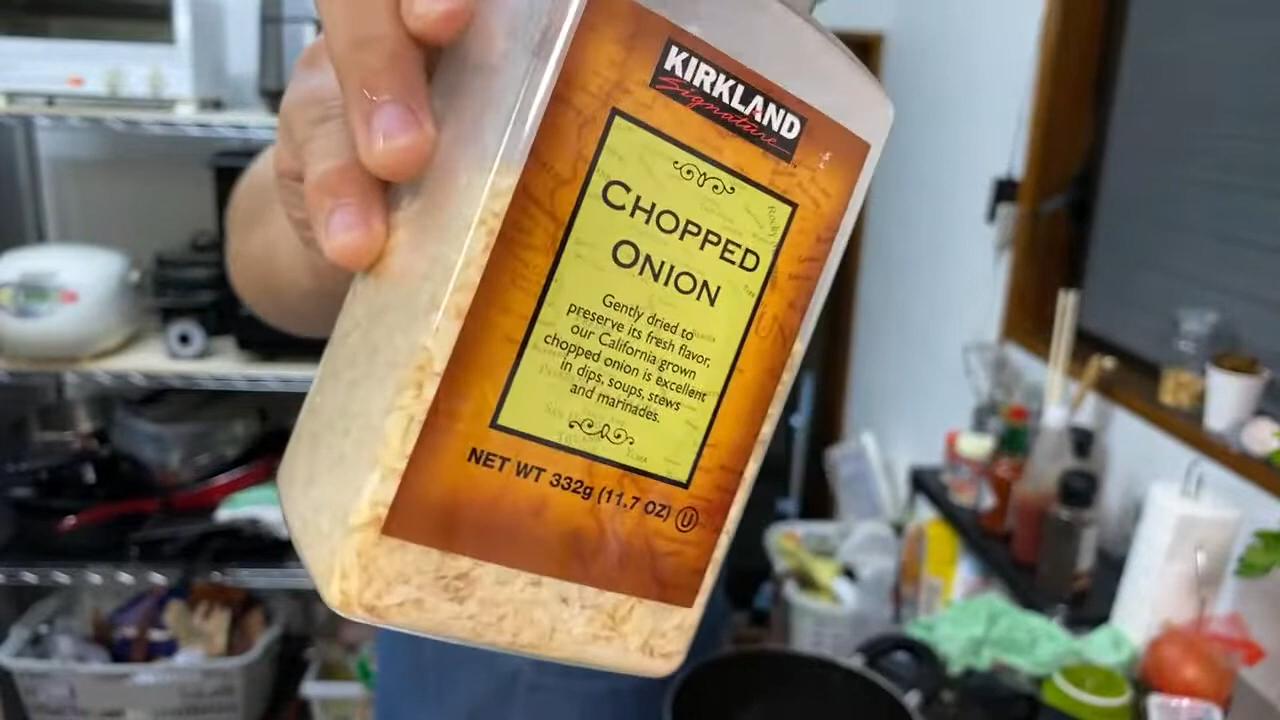 KIRKLAND
Signature
CHOPPED
ONION
Gently dried to
preserve its fresh flavor,
our California grown
chopped onion is excellent
in dips, soups, stews
and marinades.
NET WT 332g (11.7 OZ) U